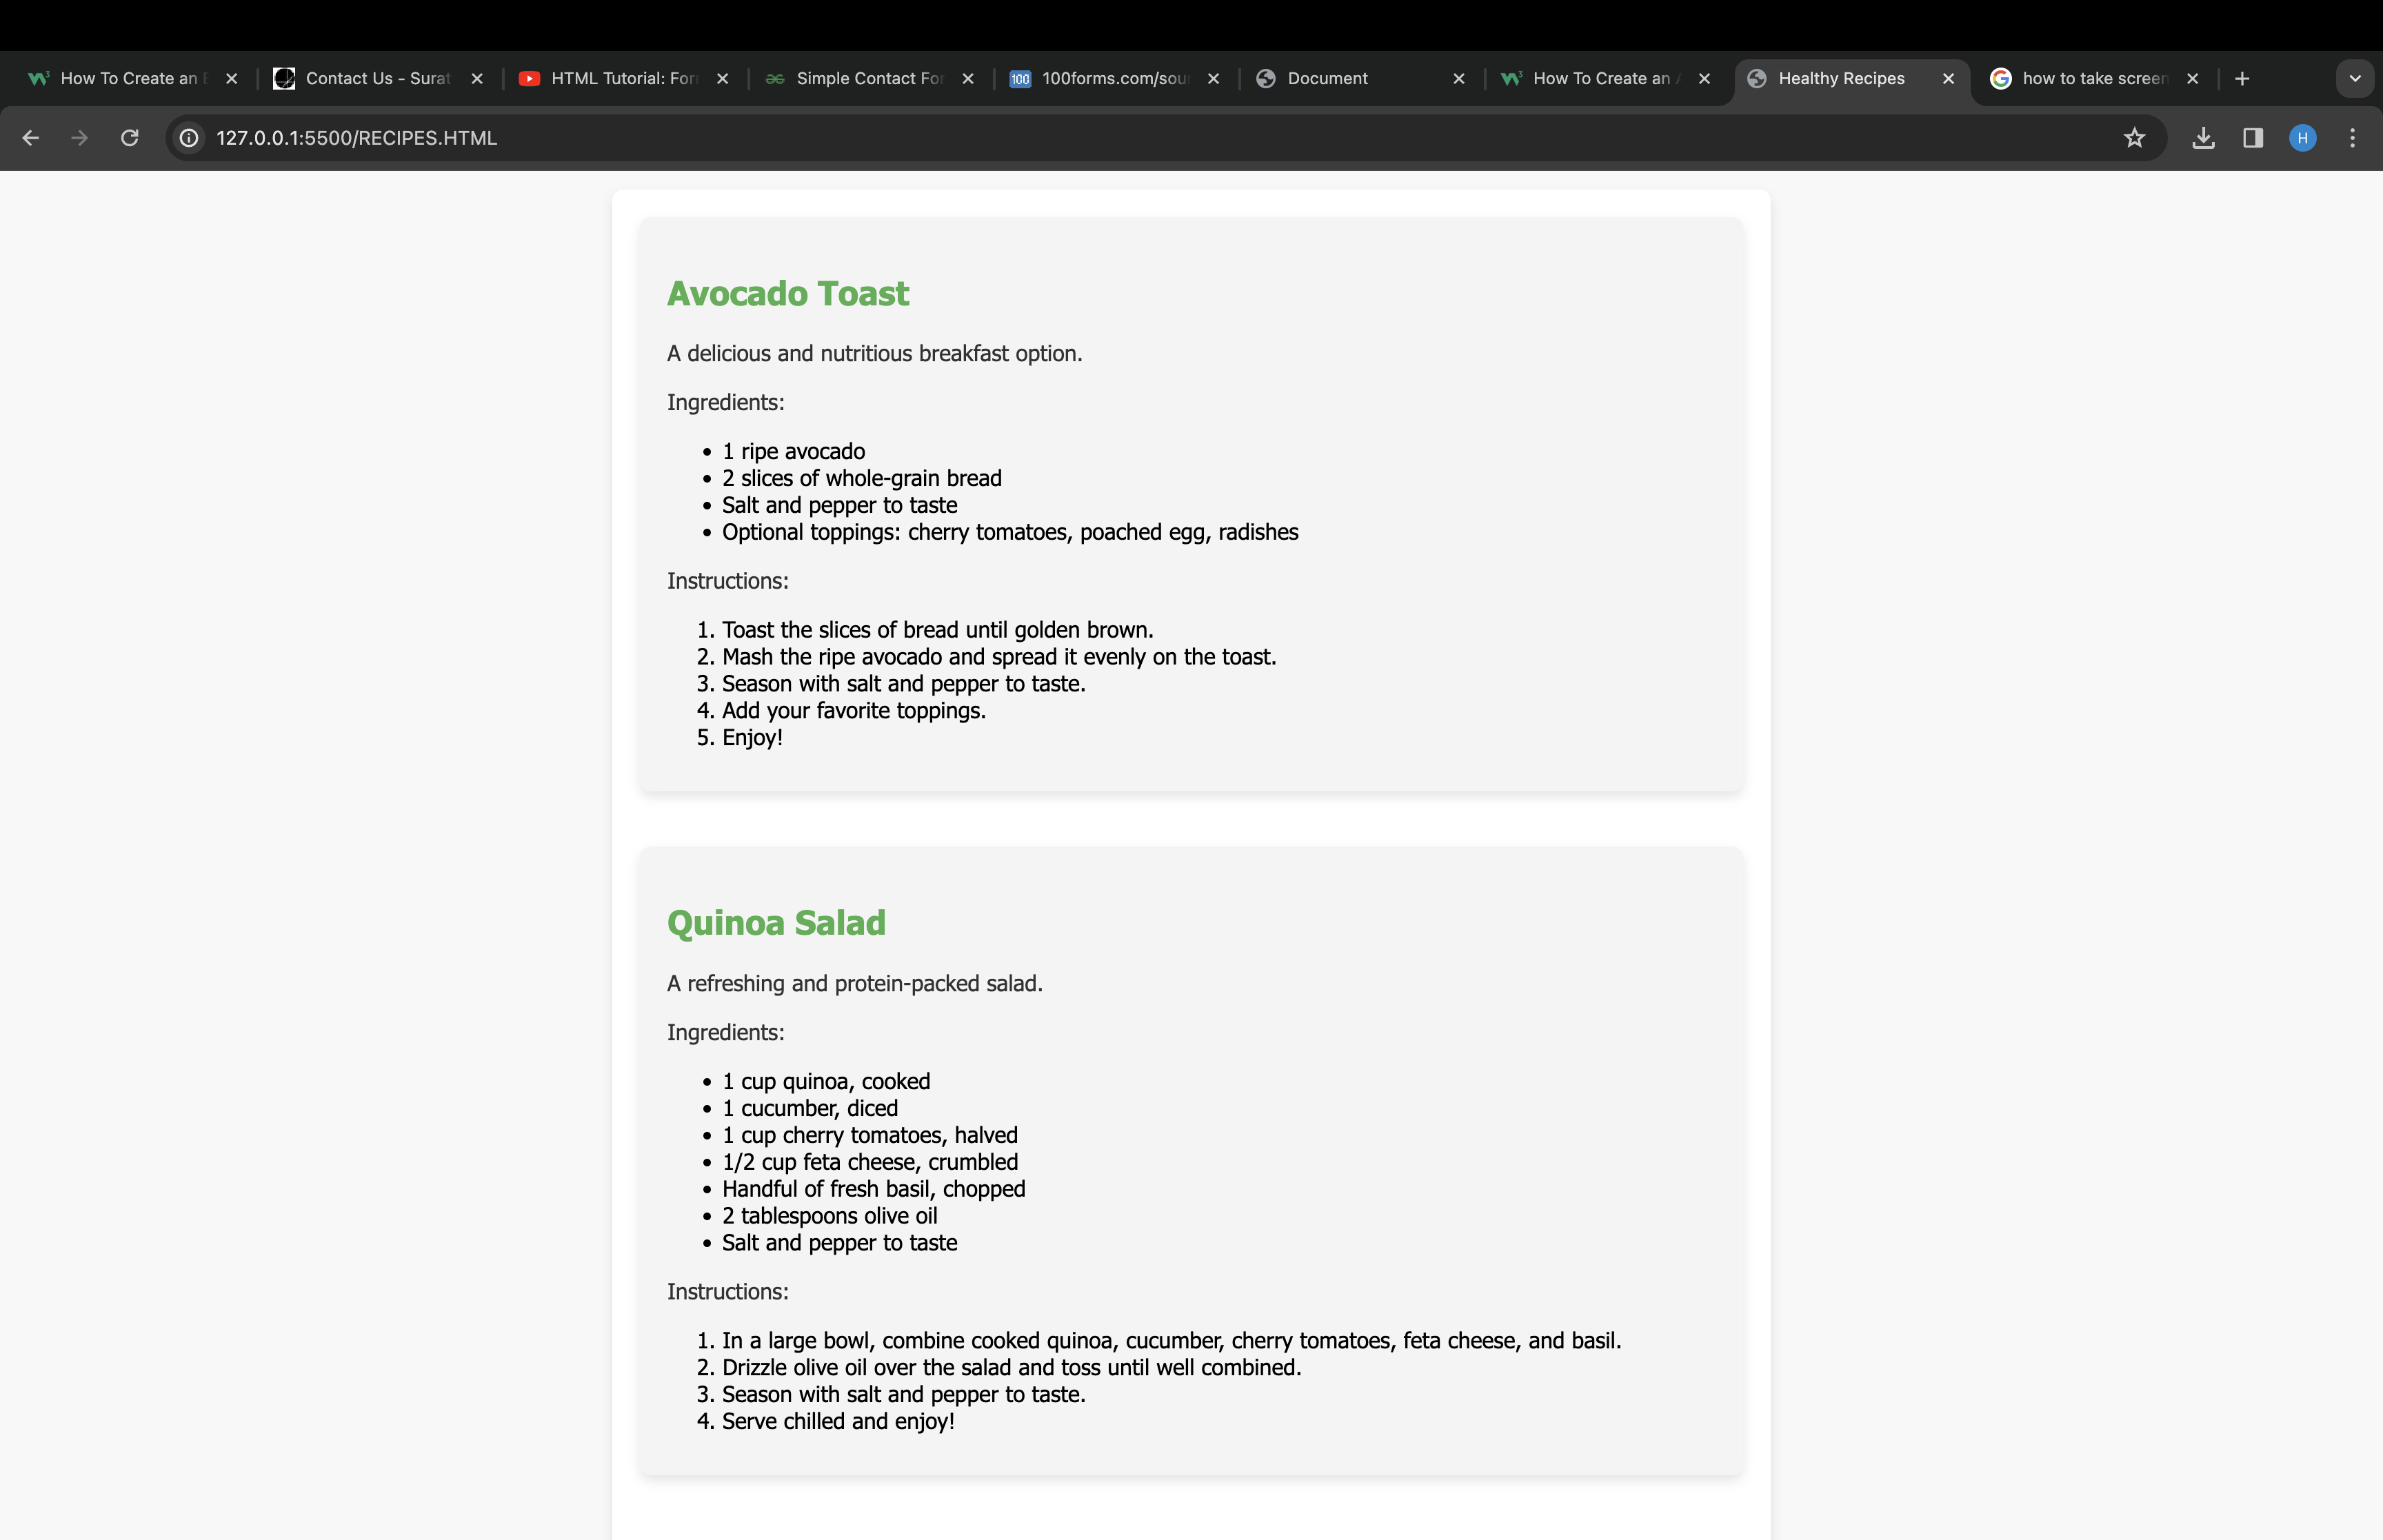 How To Create an
Contact Us - Surat
HTML Tutorial: For
Simple Contact For
100 100forms.com/sou
Document
How To Create an
Healthy Recipes
how to take screen
127.0.0.1:5500/RECIPES.HTML
H
Avocado Toast
A delicious and nutritious breakfast option.
Ingredients:
• 1 ripe avocado
• 2 slices of whole-grain bread
• Salt and pepper to taste
• Optional toppings: cherry tomatoes, poached egg, radishes
Instructions:
1. Toast the slices of bread until golden brown.
2. Mash the ripe avocado and spread it evenly on the toast.
3. Season with salt and pepper to taste.
4. Add your favorite toppings.
5. Enjoy!
Quinoa Salad
A refreshing and protein-packed salad.
Ingredients:
• 1 cup quinoa, cooked
• 1 cucumber, diced
• 1 cup cherry tomatoes, halved
• 1/2 cup feta cheese, crumbled
• Handful of fresh basil, chopped
• 2 tablespoons olive oil
• Salt and pepper to taste
Instructions:
1. In a large bowl, combine cooked quinoa, cucumber, cherry tomatoes, feta cheese, and basil.
2. Drizzle olive oil over the salad and toss until well combined.
3. Season with salt and pepper to taste.
4. Serve chilled and enjoy!